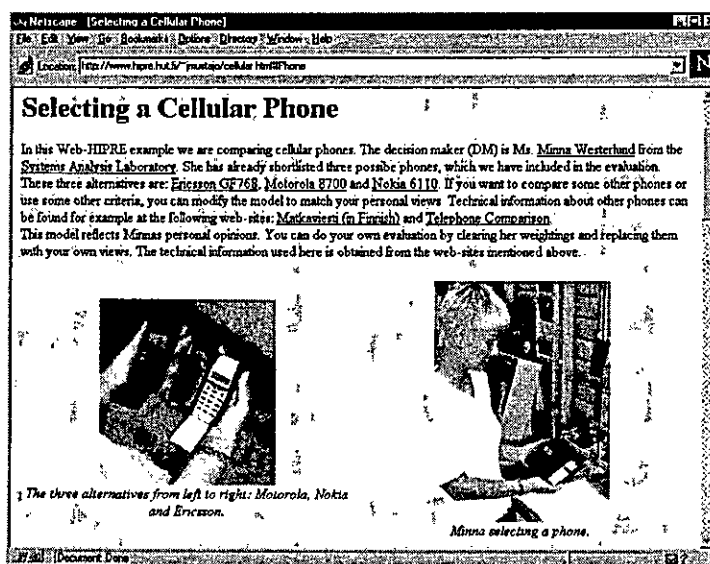 Netscape - [Selecting a Cellular Phone]
File Edit View Go Bookmarks Options Directory Window Help
Location: http://www.hipre.hut.fi/~jmustajo/cellular.html#Phone
N
Selecting a Cellular Phone
In this Web-HIPRE example we are comparing cellular phones. The decision maker (DM) is Ms. Minna Westerlund from the
Systems Analysis Laboratory. She has already shortlisted three possible phones, which we have included in the evaluation.
These three alternatives are: Ericsson GF768, Motorola 8700 and Nokia 6110. If you want to compare some other phones or
use some other criteria, you can modify the model to match your personal views. Technical information about other phones can
be found for example at the following web-sites: Matkaviesti (in Finnish) and Telephone Comparison.
This model reflects Minnas personal opinions. You can do your own evaluation by clearing her weightings and replacing them
with your own views. The technical information used here is obtained from the web-sites mentioned above.
The three alternatives from left to right: Motorola, Nokia
and Ericsson.
Minna selecting a phone.
Document: Done